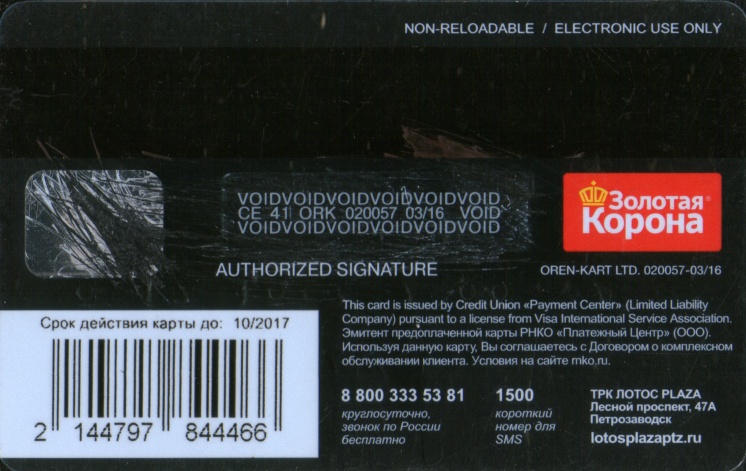 NON-RELOADABLE / ELECTRONIC USE ONLY
VOIDVOIDVOIDVOIDVOIDVOID
CE 41 ORK 020057 03/16 VOID
VOIDVOIDVOIDVOIDVOIDVOID
Золотая®
Корона
AUTHORIZED SIGNATURE
OREN-KART LTD. 020057-03/16
This card is issued by Credit Union «Payment Center» (Limited Liability
Company) pursuant to a license from Visa International Service Association.
Эмитент предоплаченной карты РНКО «Платежный Центр» (ООО).
Используя данную карту, Вы соглашаетесь с Договором о комплексном
обслуживании клиента. Условия на сайте rnko.ru.
Срок действия карты до: 10/2017
2 144797 844466
8 800 333 53 81
круглосуточно,
звонок по России
бесплатно
1500
короткий
номер для
SMS
ТРК ЛОТОС PLAZA
Лесной проспект, 47А
Петрозаводск
lotosplazaptz.ru